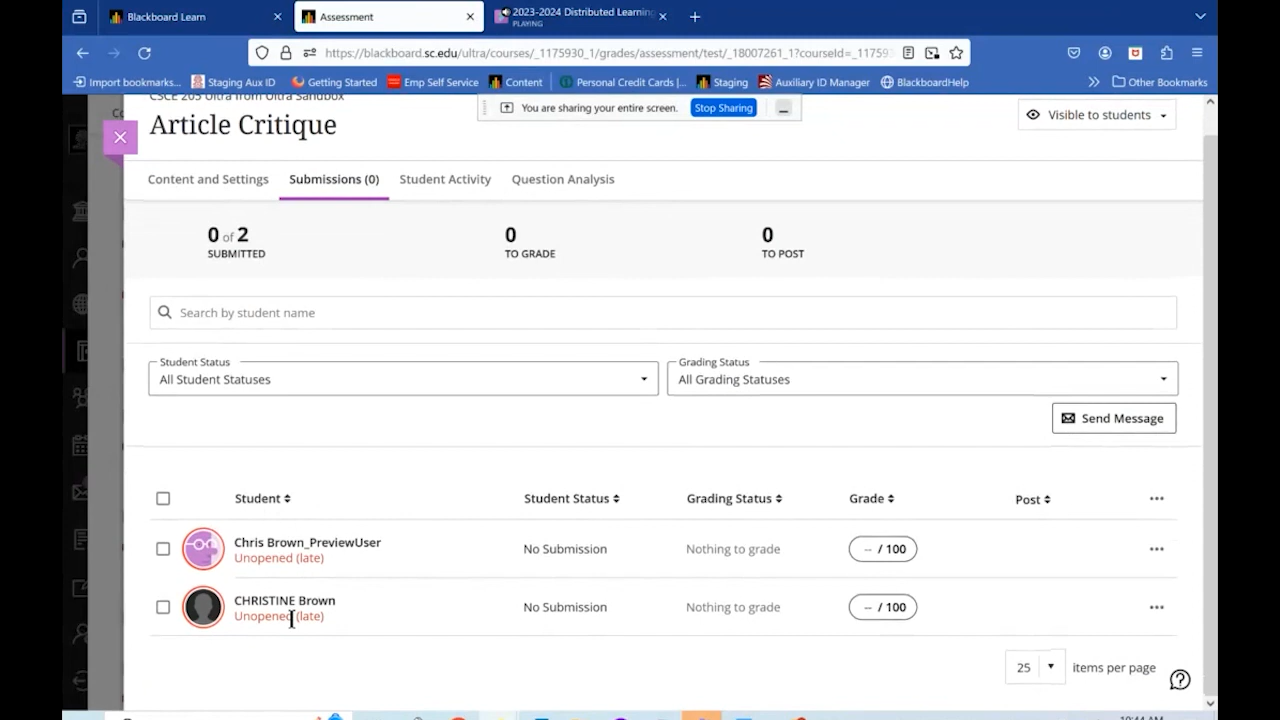 Blackboard Learn
Assessment
2023-2024 Distributed Learning
PLAYING
https://blackboard.sc.edu/ultra/courses/_1175930_1/grades/assessment/test/_18007261_1?courseId=_11759
Import bookmarks...
Staging Aux ID
Getting Started
Emp Self Service
Content
Personal Credit Cards |...
Staging
Auxiliary ID Manager
BlackboardHelp
Other Bookmarks
CSCE 205 Ultra from Ultra Sandbox
You are sharing your entire screen.
Stop Sharing
Article Critique
Visible to students
Content and Settings
Submissions (0)
Student Activity
Question Analysis
0 of 2
SUBMITTED
0
TO GRADE
0
TO POST
Search by student name
Student Status
All Student Statuses
Grading Status
All Grading Statuses
Send Message
Student
Student Status
Grading Status
Grade
Post
Chris Brown_PreviewUser
Unopened (late)
No Submission
Nothing to grade
-- / 100
CHRISTINE Brown
Unopened (late)
No Submission
Nothing to grade
-- / 100
25
items per page